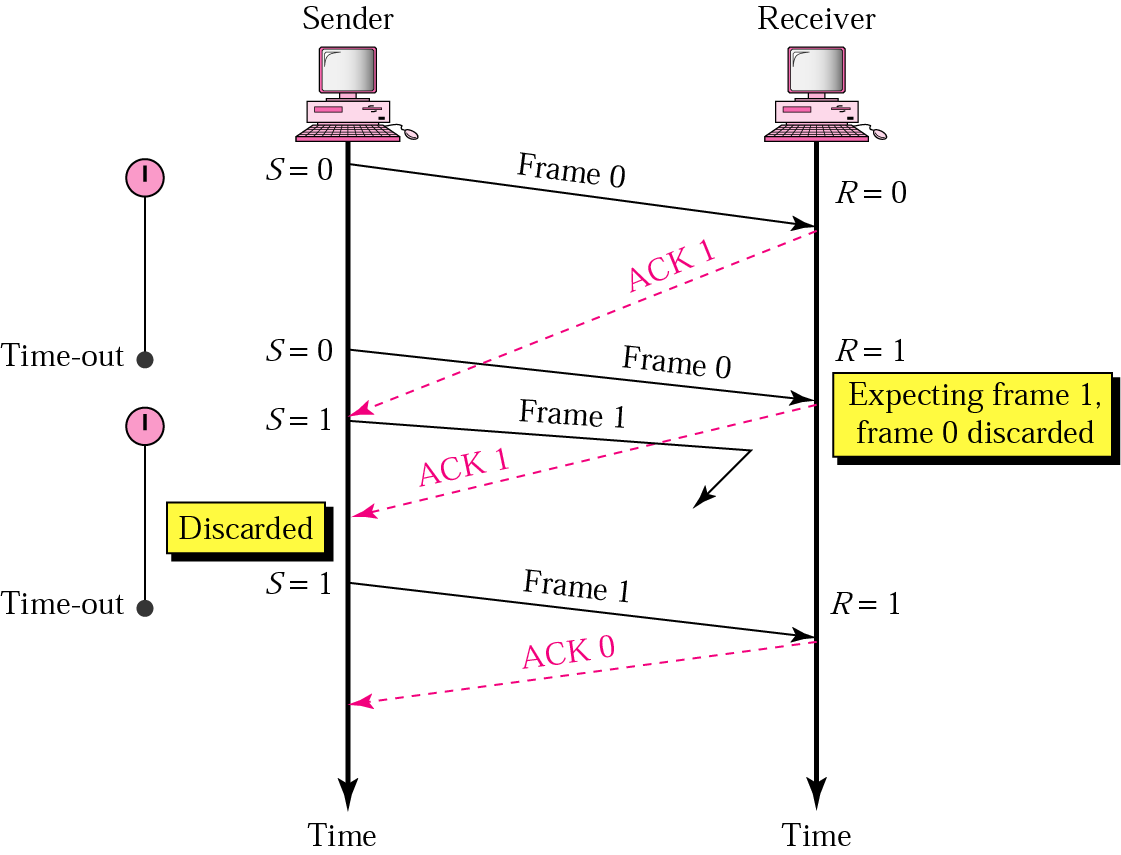 Sender
Receiver
S = 0
Frame 0
R = 0
ACK 1
Time-out
S = 0
Frame 0
R = 1
Expecting frame 1,
frame 0 discarded
S = 1
Frame 1
ACK 1
Discarded
Time-out
S = 1
Frame 1
R = 1
ACK 0
Time
Time